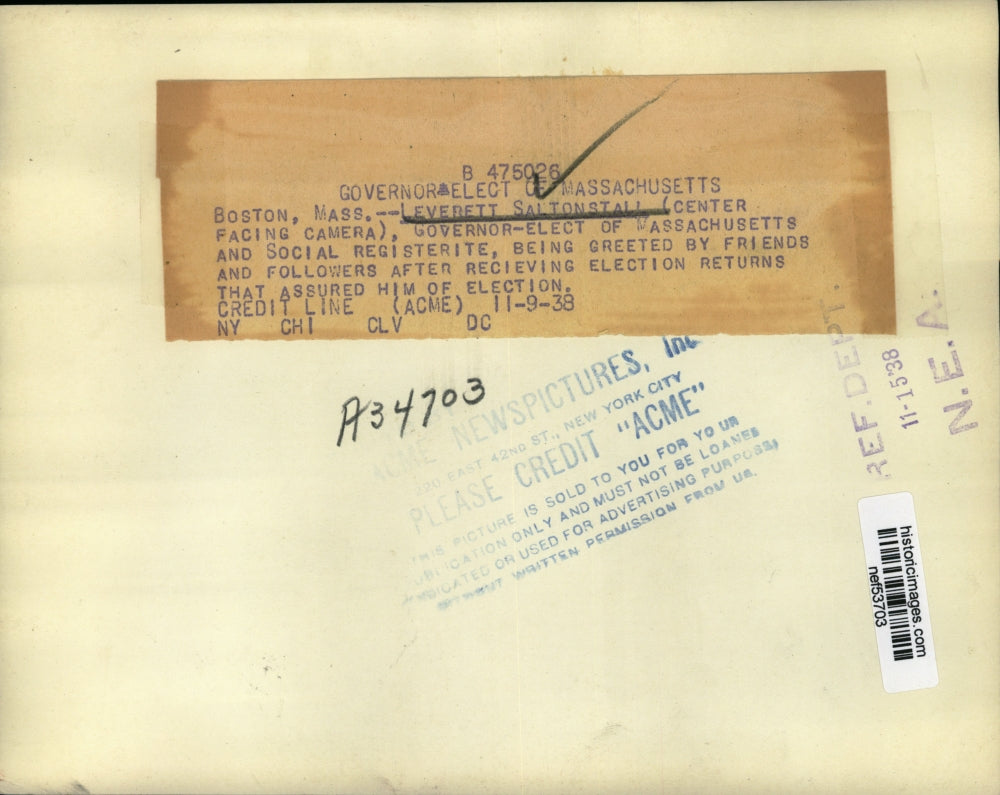 B 475026
GOVERNOR-ELECT OF MASSACHUSETTS
BOSTON, MASS.--LEVERETT SALTONSTALL (CENTER
FACING CAMERA), GOVERNOR-ELECT OF MASSACHUSETTS
AND SOCIAL REGISTERITE, BEING GREETED BY FRIENDS
AND FOLLOWERS AFTER RECIEVING ELECTION RETURNS
THAT ASSURED HIM OF ELECTION.
CREDIT LINE (ACME) 11-9-38
NY CHI CLV DC
A34703
ACME NEWSPICTURES, Inc
220 EAST 42ND ST., NEW YORK CITY
PLEASE CREDIT "ACME"
THIS PICTURE IS SOLD TO YOU FOR YOUR
PUBLICATION ONLY AND MUST NOT BE LOANED
SYNDICATED OR USED FOR ADVERTISING PURPOSES
WITHOUT WRITTEN PERMISSION FROM US.
REF. DEPT.
11-15 38
N.E.A.
historicimages.com
nef53703